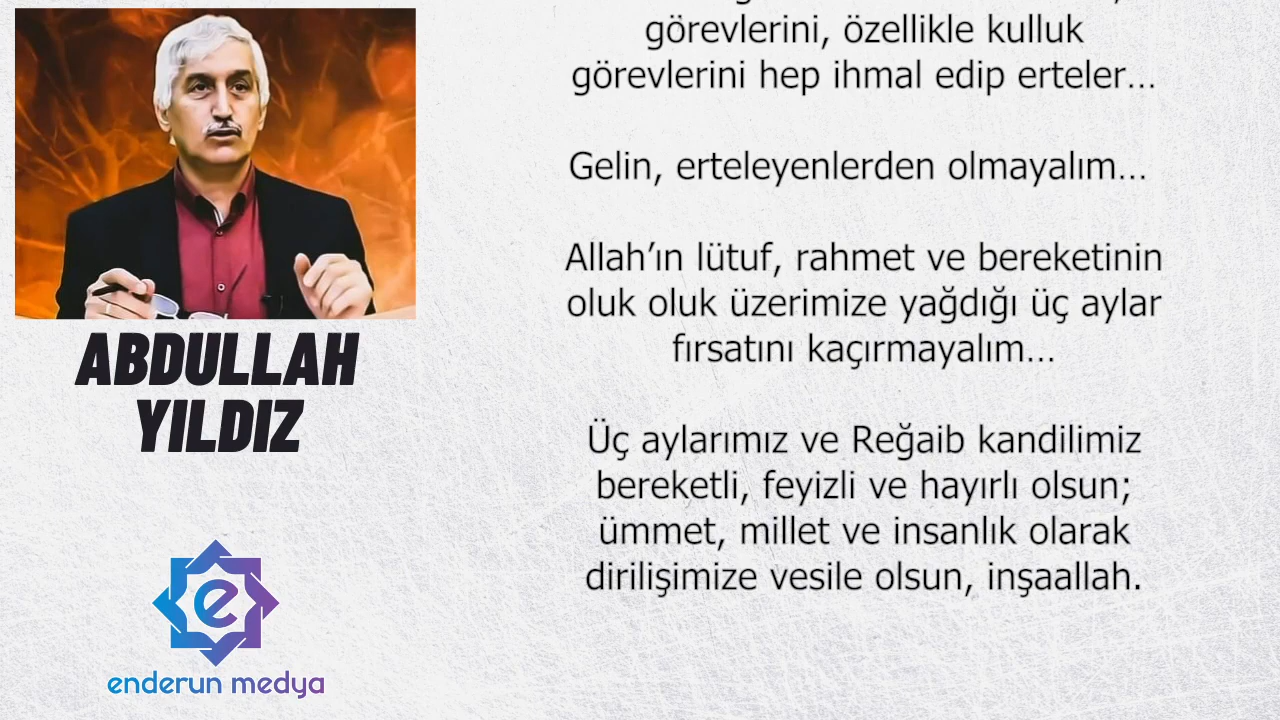 görevlerini, özellikle kulluk
görevlerini hep ihmal edip erteler...
Gelin, erteleyenlerden olmayalım...
Allah’ın lütuf, rahmet ve bereketinin
oluk oluk üzerimize yağdığı üç aylar
fırsatını kaçırmayalım...
Üç aylarımız ve Reğaib kandilimiz
bereketli, feyizli ve hayırlı olsun;
ümmet, millet ve insanlık olarak
dirilişimize vesile olsun, inşaallah.
ABDULLAH
YILDIZ
e
enderun medya